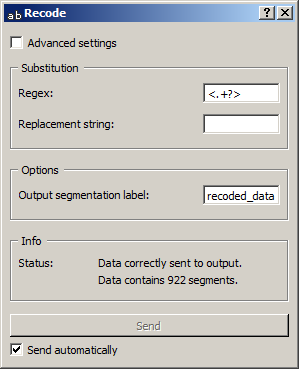 ab Recode
Advanced settings
Substitution
Regex: <.+?>
Replacement string:
Options
Output segmentation label: recoded_data
Info
Status: Data correctly sent to output.
Data contains 922 segments.
Send
Send automatically